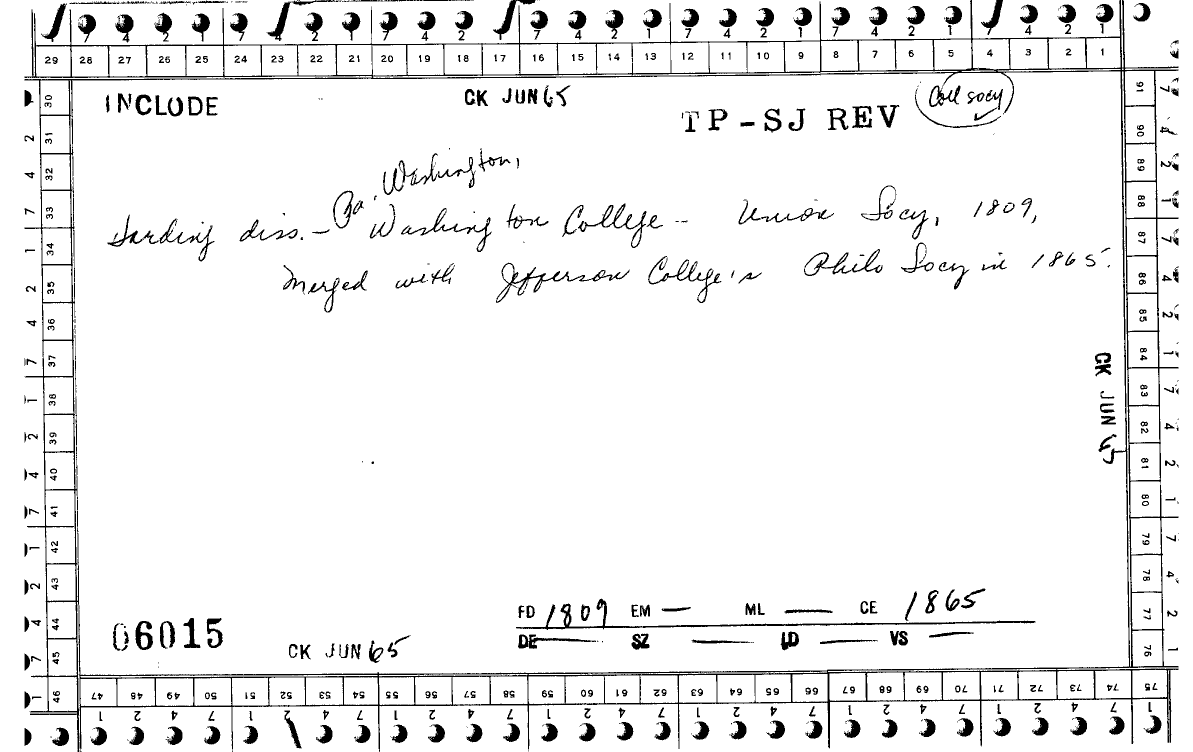 29 28 27 26 25 24 23 22 21 20 19 18 17 16 15 14 13 12 11 10 9 8 7 6 5 4 3 2 1
INCLUDE
CK JUN 65
TP-SJ REV
Coll socy
Pa. Washington,
Harding diss. - Washington College - Union Socy, 1809,
merged with Jefferson College's Philo Socy in 1865.
CK JUN 65
FD 1809 EM — ML — CE 1865
DE — SZ — LD — VS —
06015
CK JUN 65
30 31 32 33 34 35 36 37 38 39 40 41 42 43 44 45 46
47 48 49 50 51 52 53 54 55 56 57 58 59 60 61 62 63 64 65 66 67 68 69 70 71 72 73 74 75
91 90 89 88 87 86 85 84 83 82 81 80 79 78 77 76